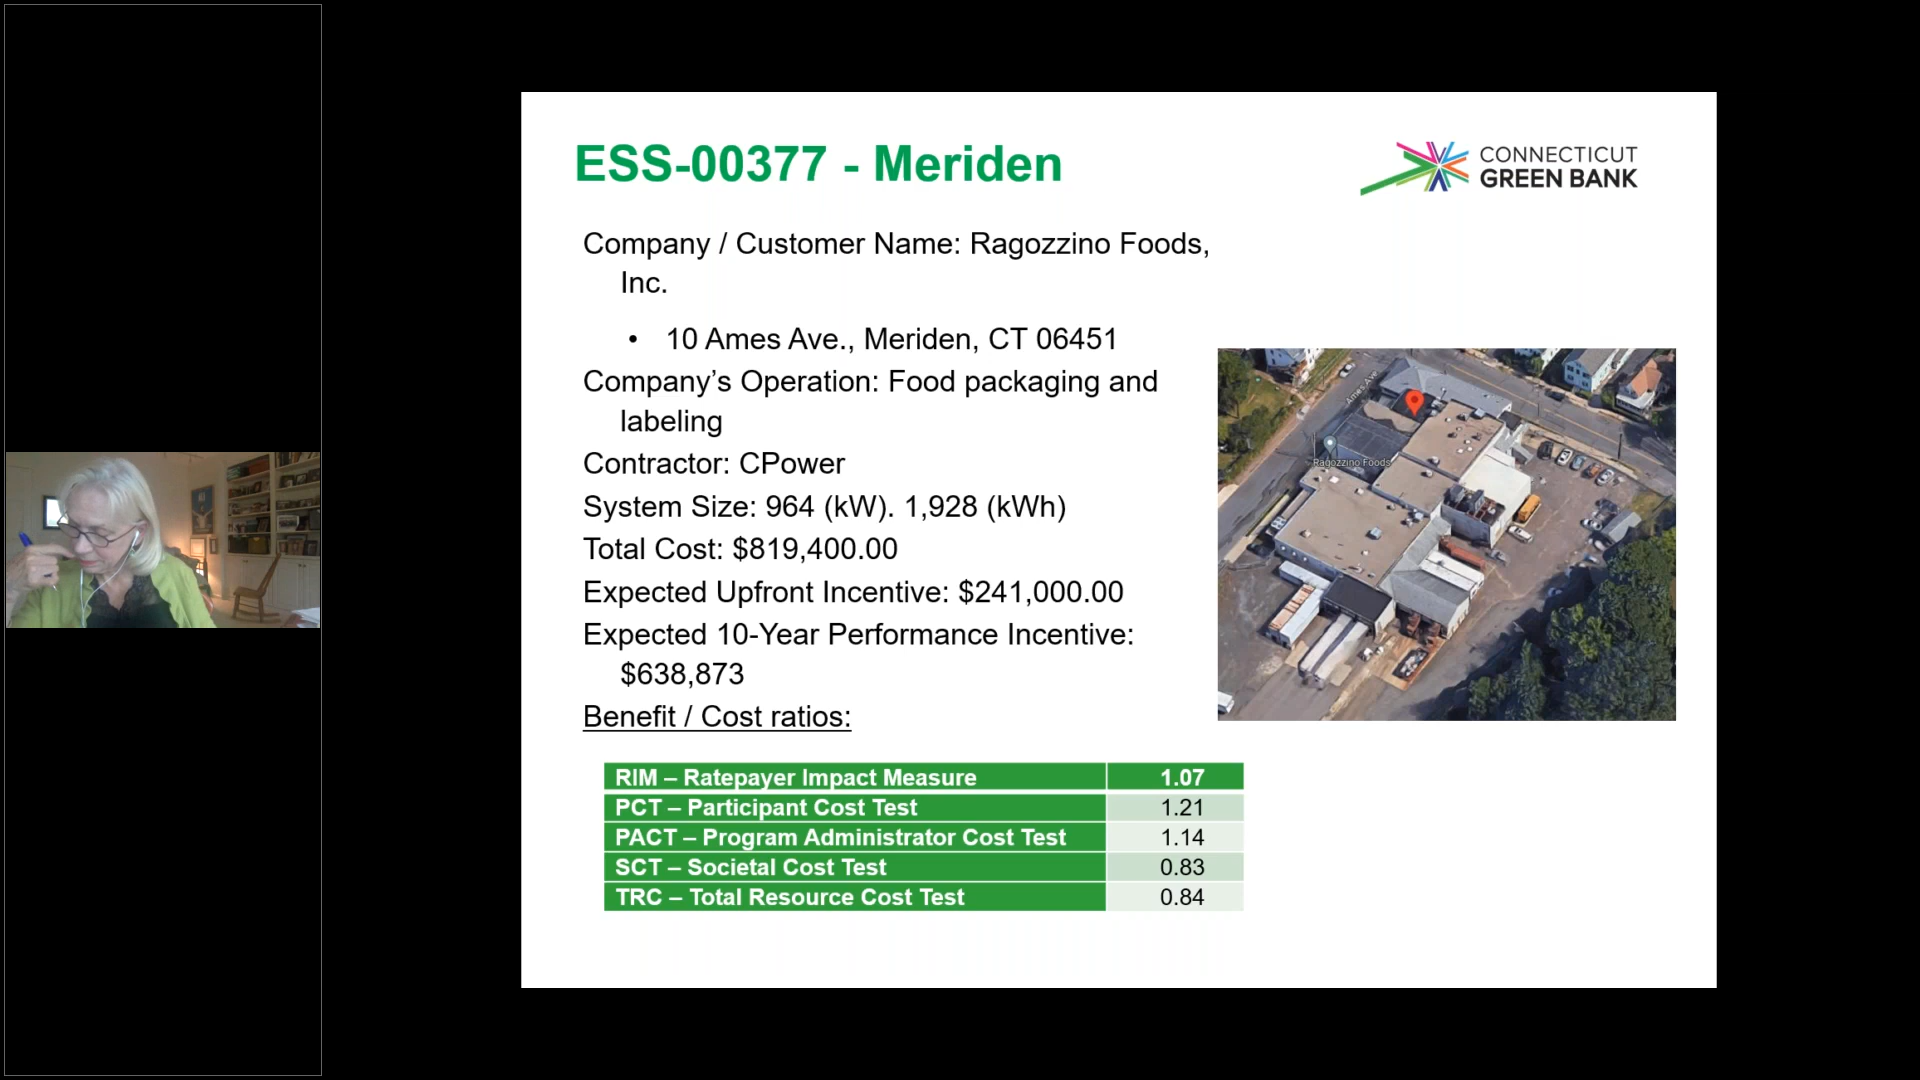 ESS-00377 - Meriden
CONNECTICUT
GREEN BANK
Company / Customer Name: Ragozzino Foods,
Inc.
• 10 Ames Ave., Meriden, CT 06451
Company’s Operation: Food packaging and
labeling
Contractor: CPower
System Size: 964 (kW). 1,928 (kWh)
Total Cost: $819,400.00
Expected Upfront Incentive: $241,000.00
Expected 10-Year Performance Incentive:
$638,873
Benefit / Cost ratios:
Ames Ave
Ragozzino Foods
RIM – Ratepayer Impact Measure 1.07
PCT – Participant Cost Test 1.21
PACT – Program Administrator Cost Test 1.14
SCT – Societal Cost Test 0.83
TRC – Total Resource Cost Test 0.84